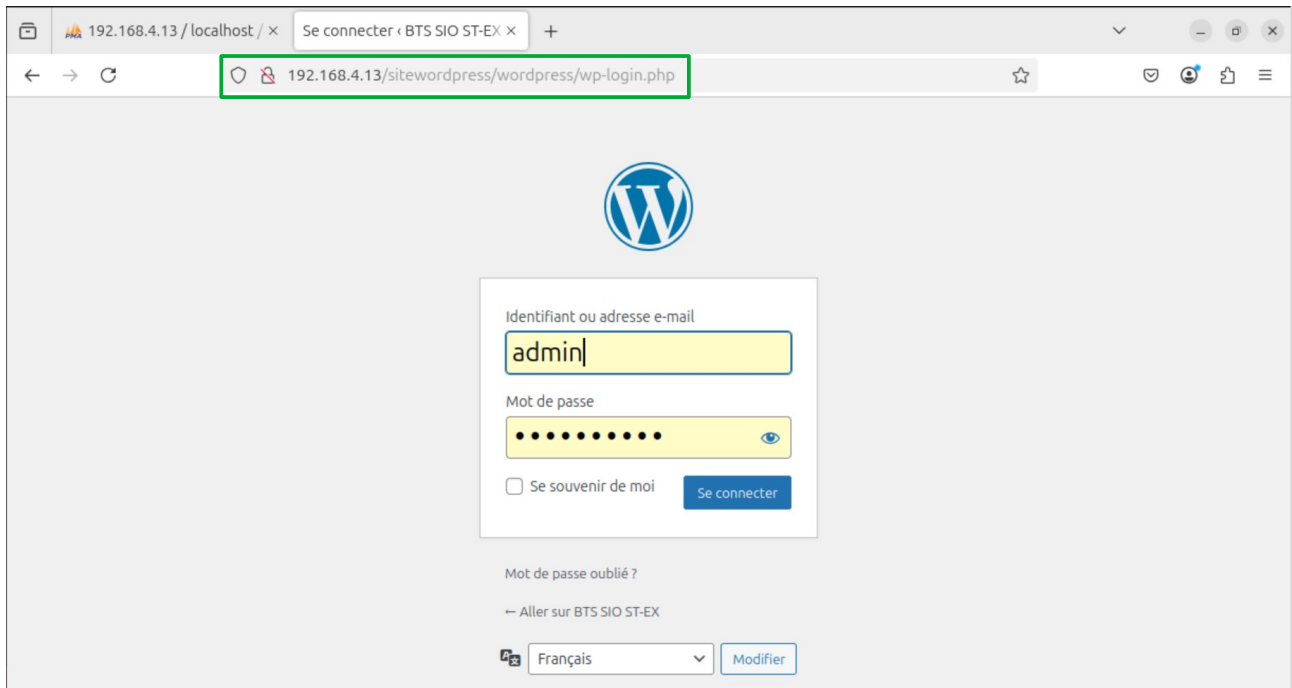 192.168.4.13 / localhost /
Se connecter ‹ BTS SIO ST-EX
192.168.4.13/sitewordpress/wordpress/wp-login.php
Identifiant ou adresse e-mail
admin
Mot de passe
••••••••••
Se souvenir de moi
Se connecter
Mot de passe oublié ?
← Aller sur BTS SIO ST-EX
Français
Modifier